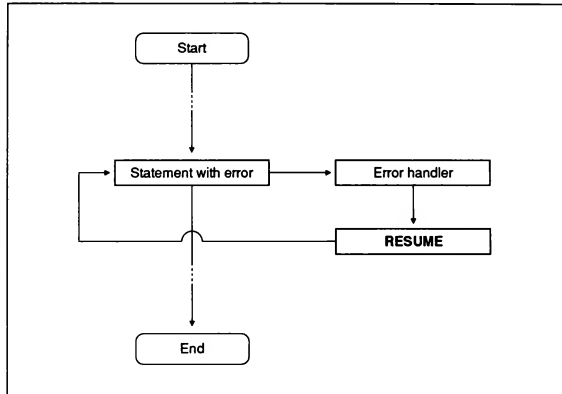 Start
Statement with error
Error handler
RESUME
End